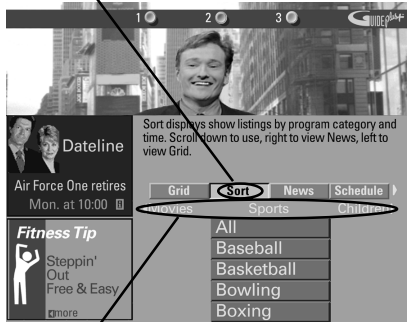 1 2 3 GUIDE plus+
Sort displays show listings by program category and
time. Scroll down to use, right to view News, left to
view Grid.
Dateline
Air Force One retires
Mon. at 10:00
Grid Sort News Schedule
Movies Sports Children
All
Baseball
Basketball
Bowling
Boxing
Fitness Tip
Steppin'
Out
Free & Easy
more